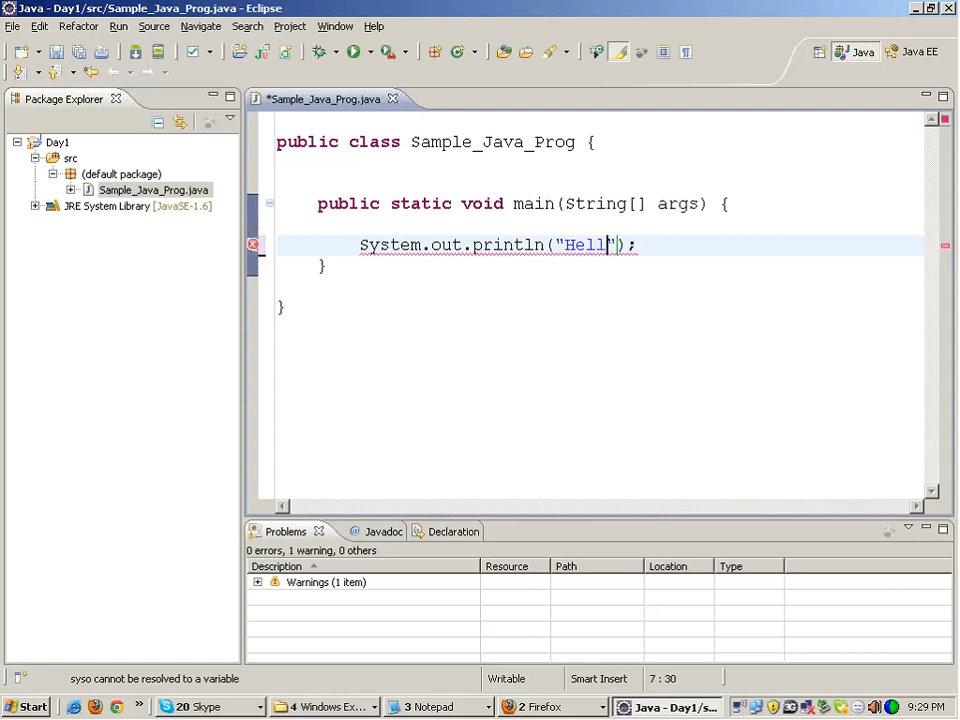 Java - Day1/src/Sample_Java_Prog.java - Eclipse
File Edit Refactor Run Source Navigate Search Project Window Help
Java Java EE
Package Explorer
*Sample_Java_Prog.java
Day1
src
(default package)
Sample_Java_Prog.java
JRE System Library [JavaSE-1.6]
public class Sample_Java_Prog {
public static void main(String[] args) {
System.out.println("Hell");
}
}
Problems @ Javadoc Declaration
0 errors, 1 warning, 0 others
Description Resource Path Location Type
Warnings (1 item)
syso cannot be resolved to a variable Writable Smart Insert 7 : 30
Start » 20 Skype 4 Windows Ex... 3 Notepad 2 Firefox Java - Day1/s... 9:29 PM